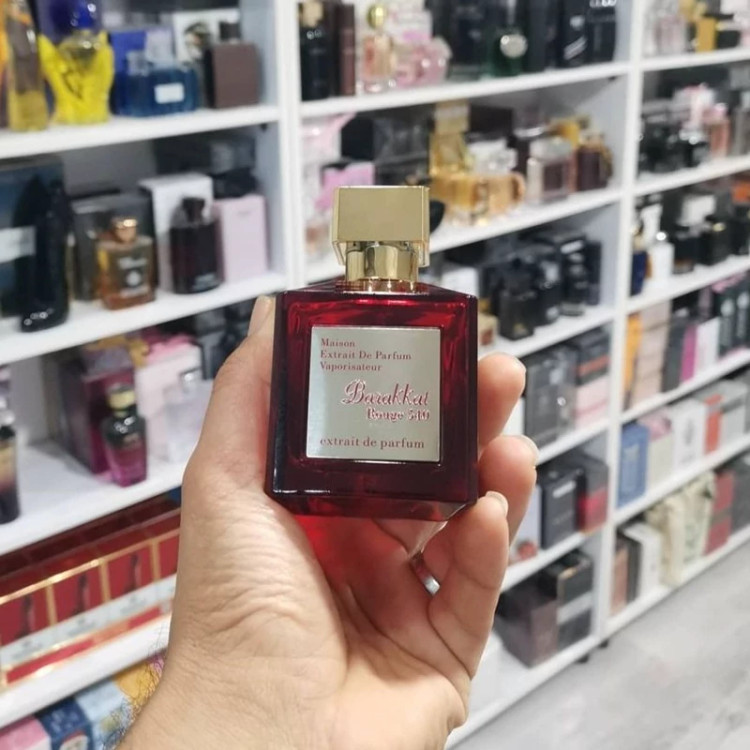 Maison
Extrait De Parfum
Vaporisateur
Barakkat
Rouge 540
extrait de parfum